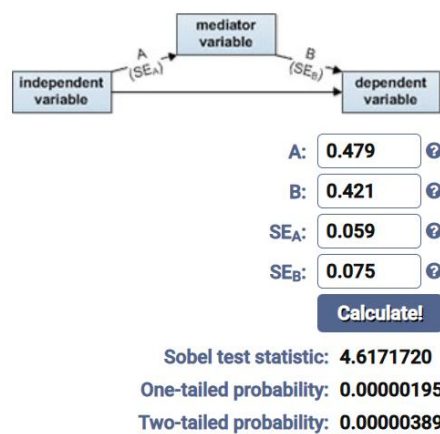 mediator
variable
A
(SEA)
B
(SEB)
independent
variable
dependent
variable
A: 0.479 ?
B: 0.421 ?
SEA: 0.059 ?
SEB: 0.075 ?
Calculate!
Sobel test statistic: 4.6171720
One-tailed probability: 0.00000195
Two-tailed probability: 0.00000389